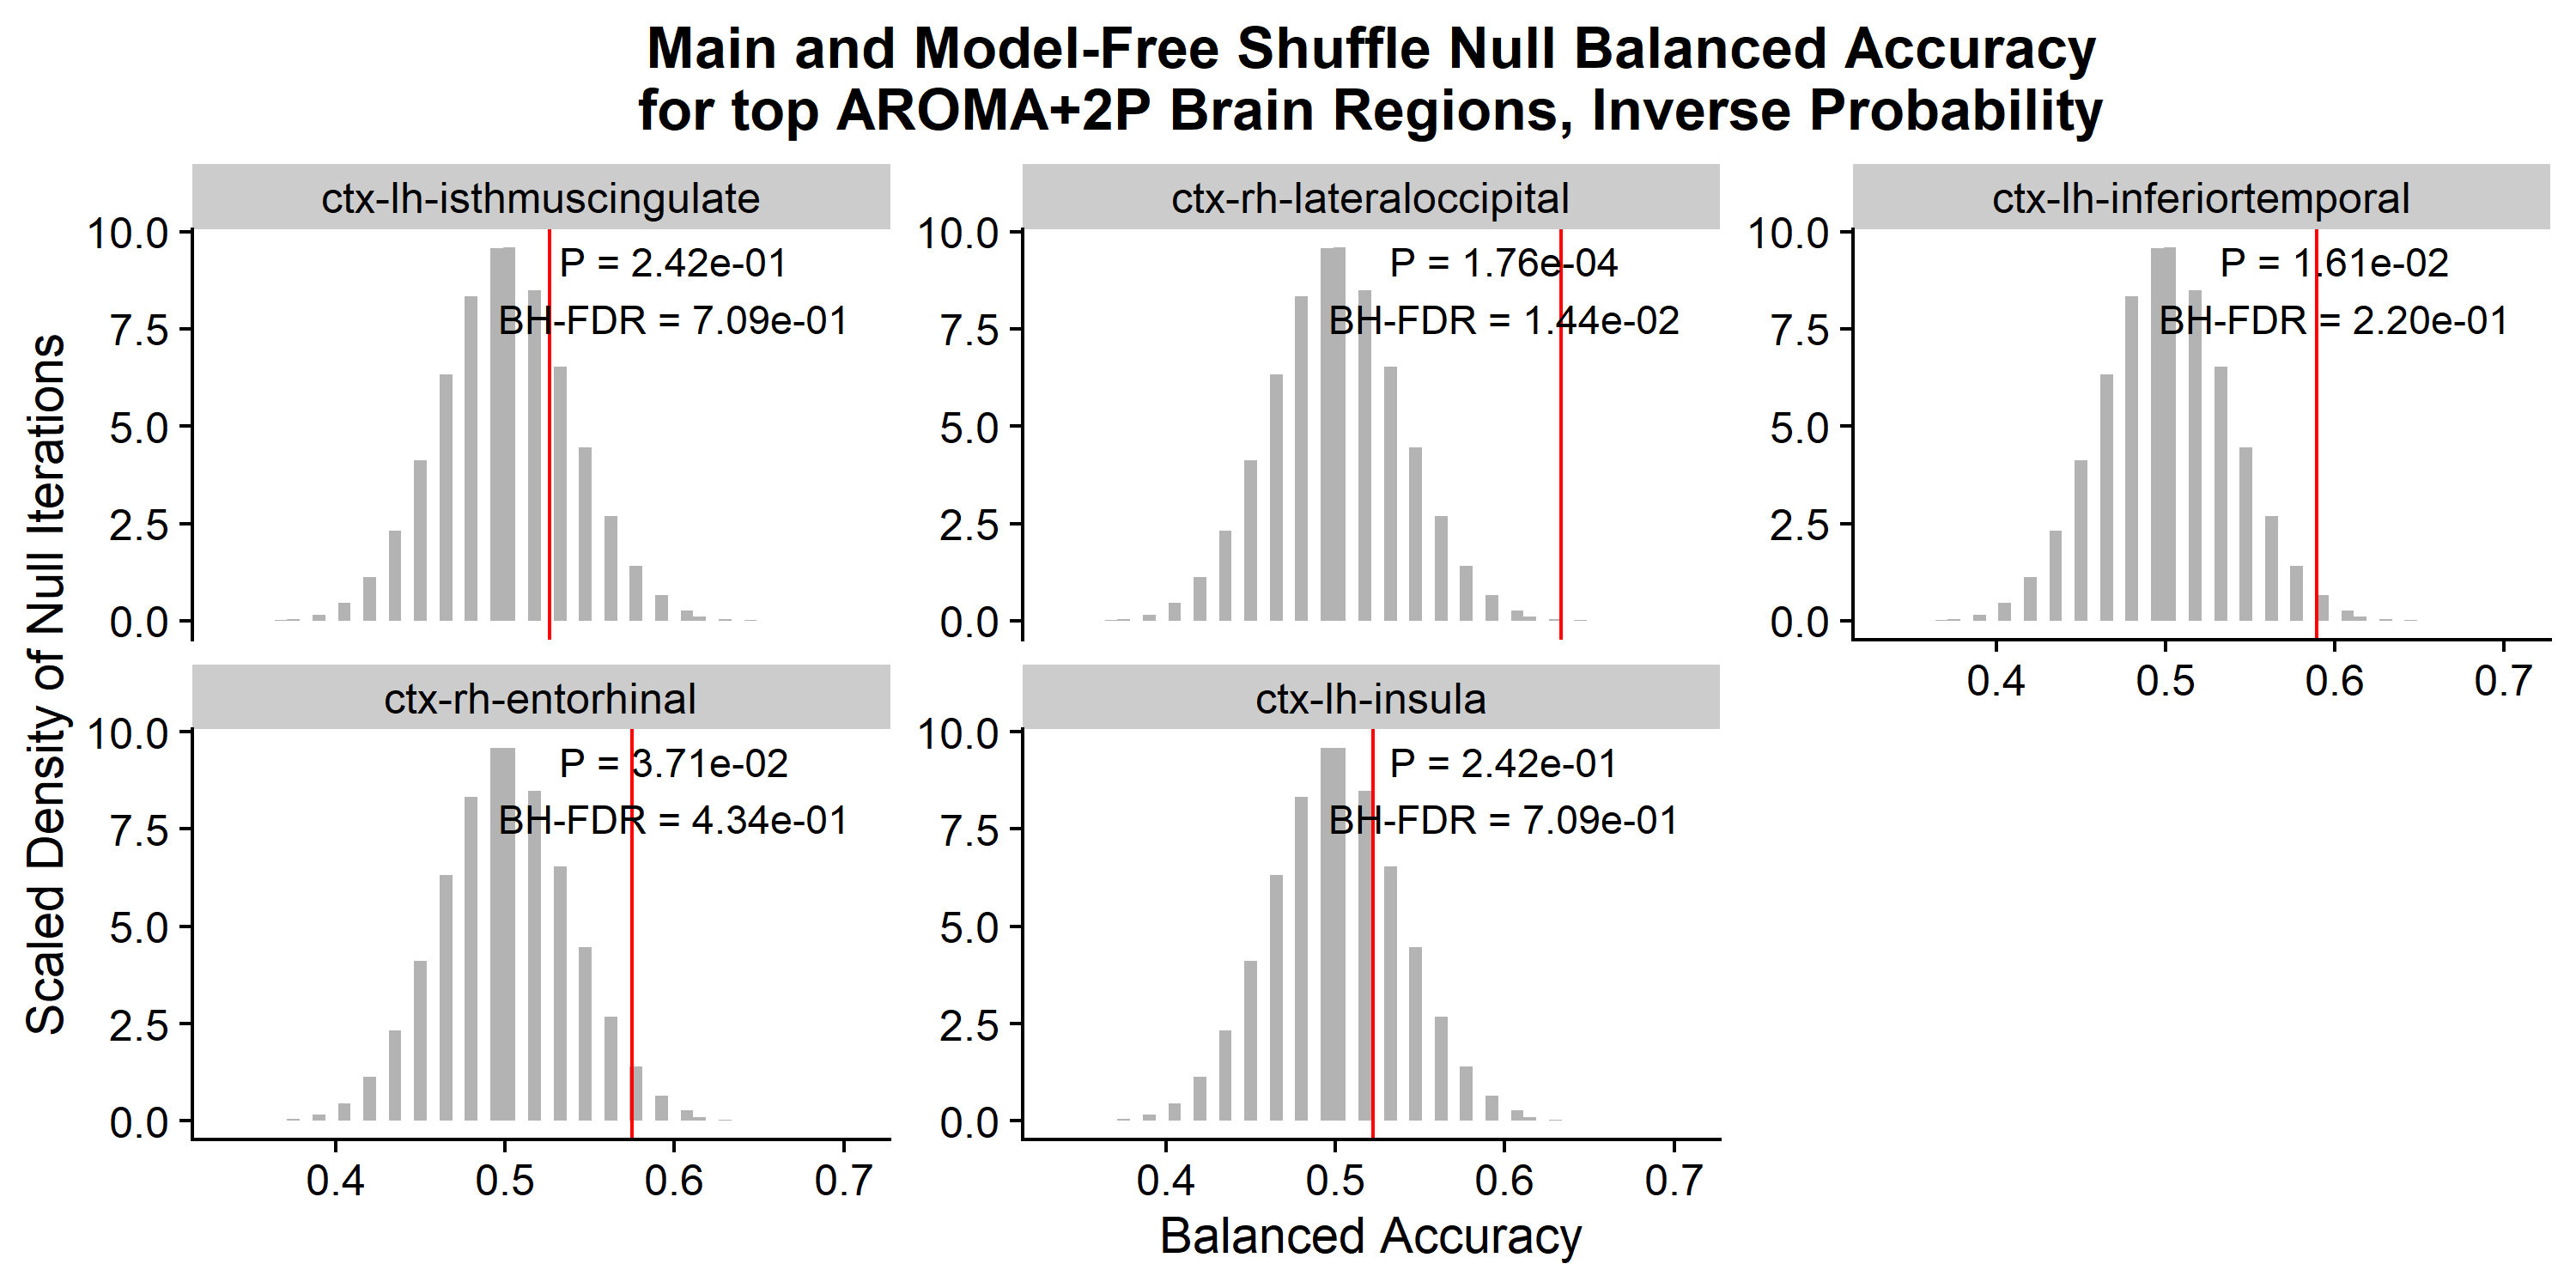 Main and Model-Free Shuffle Null Balanced Accuracy
for top AROMA+2P Brain Regions, Inverse Probability
Scaled Density of Null Iterations
ctx-lh-isthmuscingulate
10.0
7.5
5.0
2.5
0.0
P = 2.42e-01
BH-FDR = 7.09e-01
ctx-rh-lateraloccipital
10.0
7.5
5.0
2.5
0.0
P = 1.76e-04
BH-FDR = 1.44e-02
ctx-lh-inferiortemporal
10.0
7.5
5.0
2.5
0.0
P = 1.61e-02
BH-FDR = 2.20e-01
0.4 0.5 0.6 0.7
ctx-rh-entorhinal
10.0
7.5
5.0
2.5
0.0
P = 3.71e-02
BH-FDR = 4.34e-01
0.4 0.5 0.6 0.7
ctx-lh-insula
10.0
7.5
5.0
2.5
0.0
P = 2.42e-01
BH-FDR = 7.09e-01
0.4 0.5 0.6 0.7
Balanced Accuracy